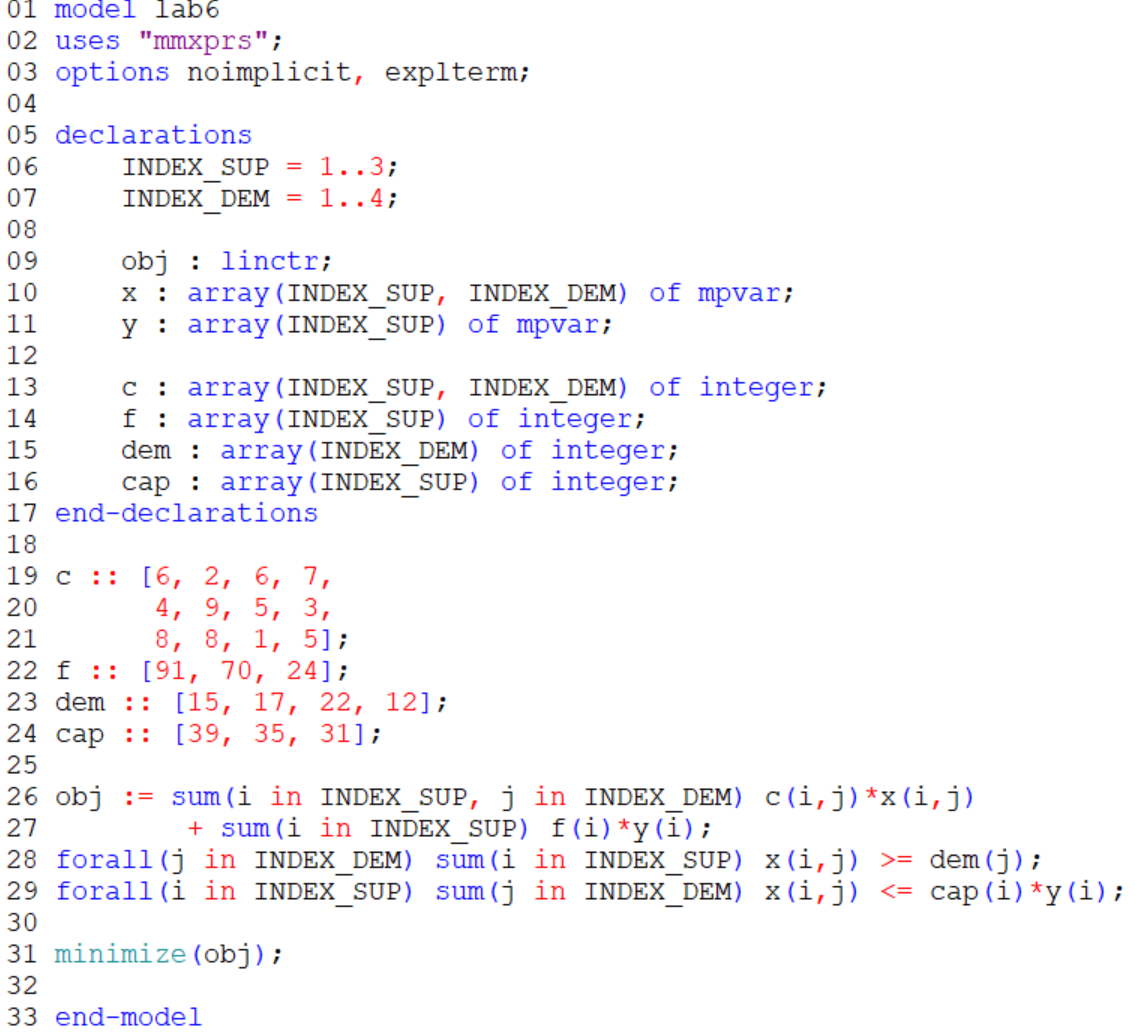 01 model lab6
02 uses "mmxprs";
03 options noimplicit, explterm;
04
05 declarations
06     INDEX_SUP = 1..3;
07     INDEX_DEM = 1..4;
08
09     obj : linctr;
10     x : array(INDEX_SUP, INDEX_DEM) of mpvar;
11     y : array(INDEX_SUP) of mpvar;
12
13     c : array(INDEX_SUP, INDEX_DEM) of integer;
14     f : array(INDEX_SUP) of integer;
15     dem : array(INDEX_DEM) of integer;
16     cap : array(INDEX_SUP) of integer;
17 end-declarations
18
19 c :: [6, 2, 6, 7,
20       4, 9, 5, 3,
21       8, 8, 1, 5];
22 f :: [91, 70, 24];
23 dem :: [15, 17, 22, 12];
24 cap :: [39, 35, 31];
25
26 obj := sum(i in INDEX_SUP, j in INDEX_DEM) c(i,j)*x(i,j)
27         + sum(i in INDEX_SUP) f(i)*y(i);
28 forall(j in INDEX_DEM) sum(i in INDEX_SUP) x(i,j) >= dem(j);
29 forall(i in INDEX_SUP) sum(j in INDEX_DEM) x(i,j) <= cap(i)*y(i);
30
31 minimize(obj);
32
33 end-model